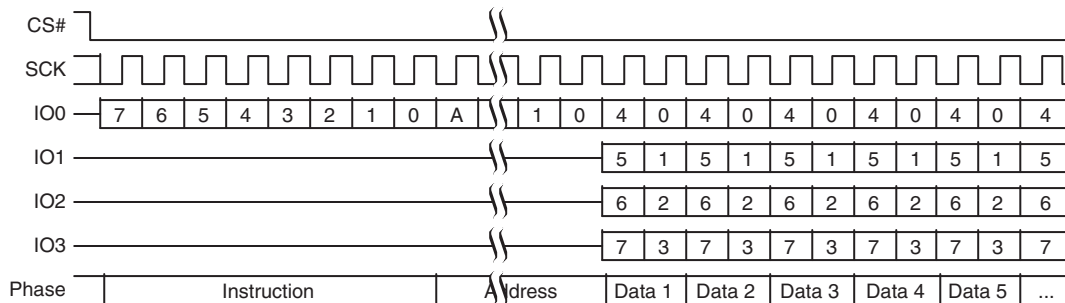 CS#
SCK
IO0 7 6 5 4 3 2 1 0 A 1 0 4 0 4 0 4 0 4 0 4 0 4
IO1 5 1 5 1 5 1 5 1 5 1 5
IO2 6 2 6 2 6 2 6 2 6 2 6
IO3 7 3 7 3 7 3 7 3 7 3 7
Phase Instruction Address Data 1 Data 2 Data 3 Data 4 Data 5 ...